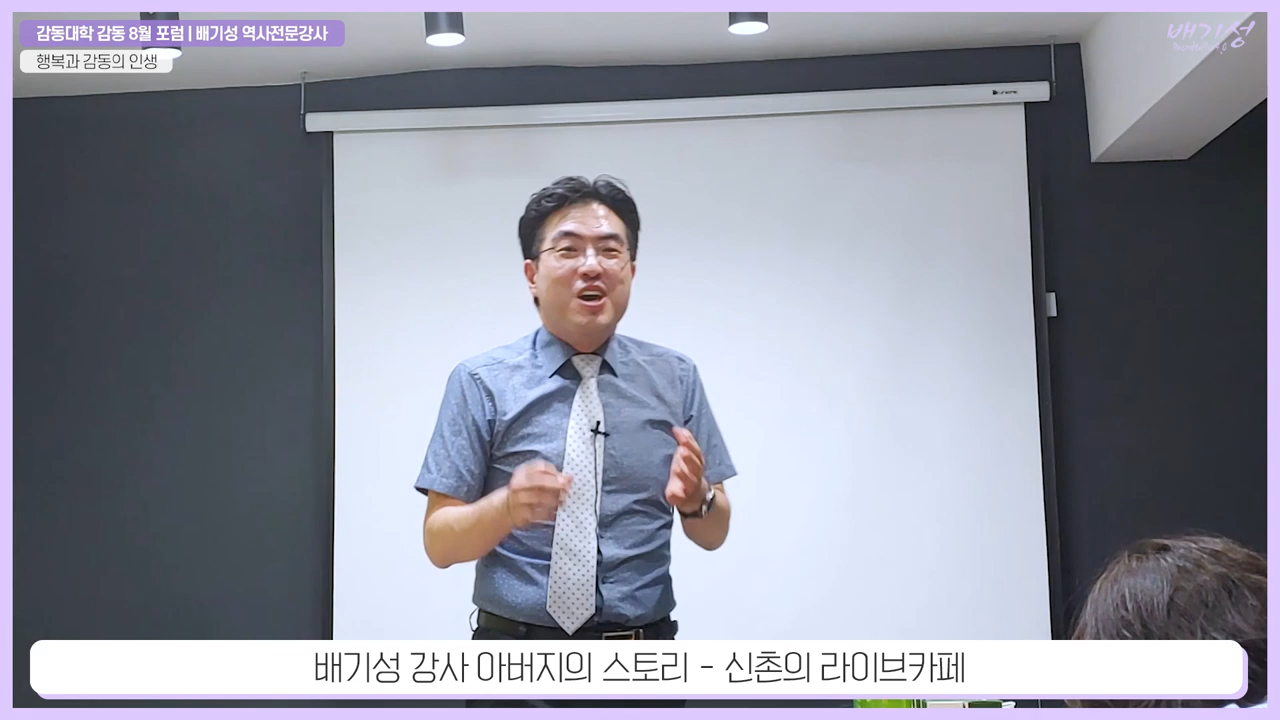 감동대학 감동 8월 포럼 | 배기성 역사전문강사
행복과 감동의 인생
배기성
배기성 강사 아버지의 스토리 - 신촌의 라이브카페